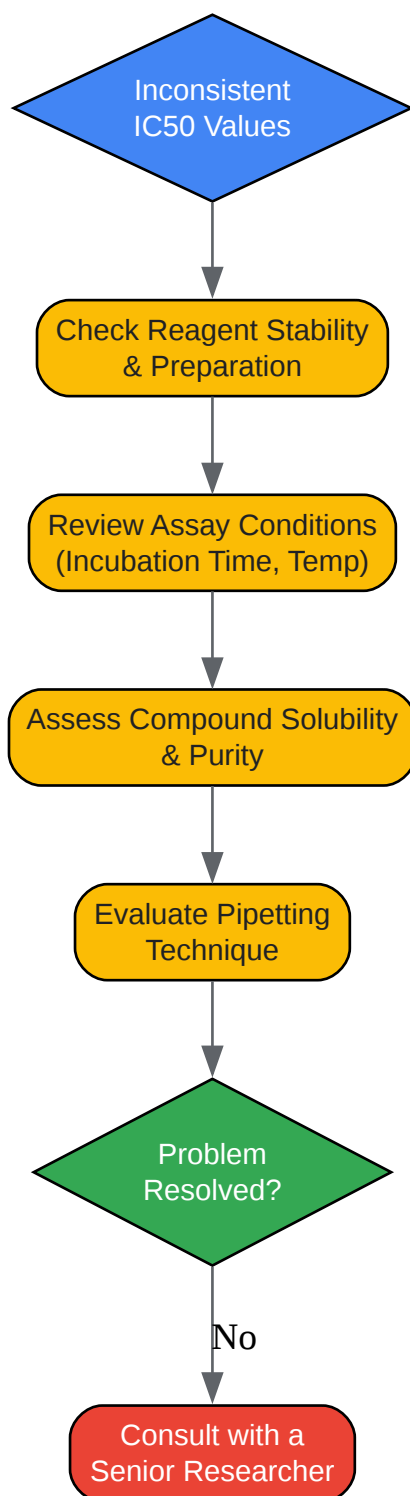 Inconsistent
IC50 Values
Check Reagent Stability
& Preparation
Review Assay Conditions
(Incubation Time, Temp)
Assess Compound Solubility
& Purity
Evaluate Pipetting
Technique
Problem
Resolved?
No
Consult with a
Senior Researcher